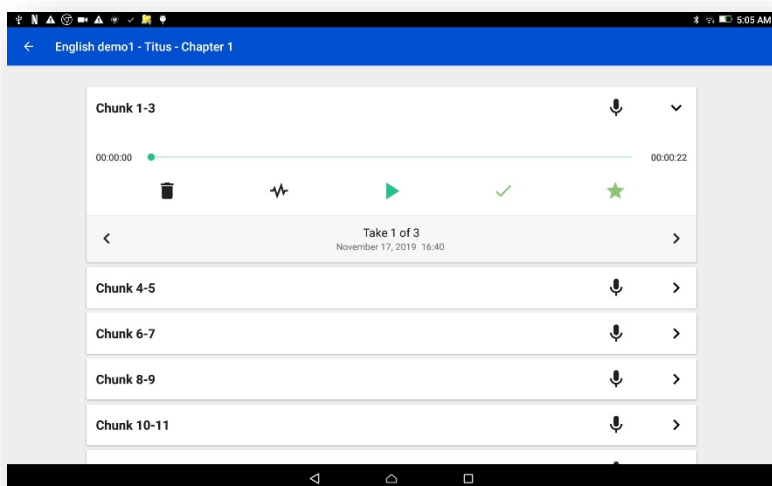 5:05 AM
English demo1 - Titus - Chapter 1
Chunk 1-3
00:00:00
00:00:22
Take 1 of 3
November 17, 2019 16:40
Chunk 4-5
Chunk 6-7
Chunk 8-9
Chunk 10-11